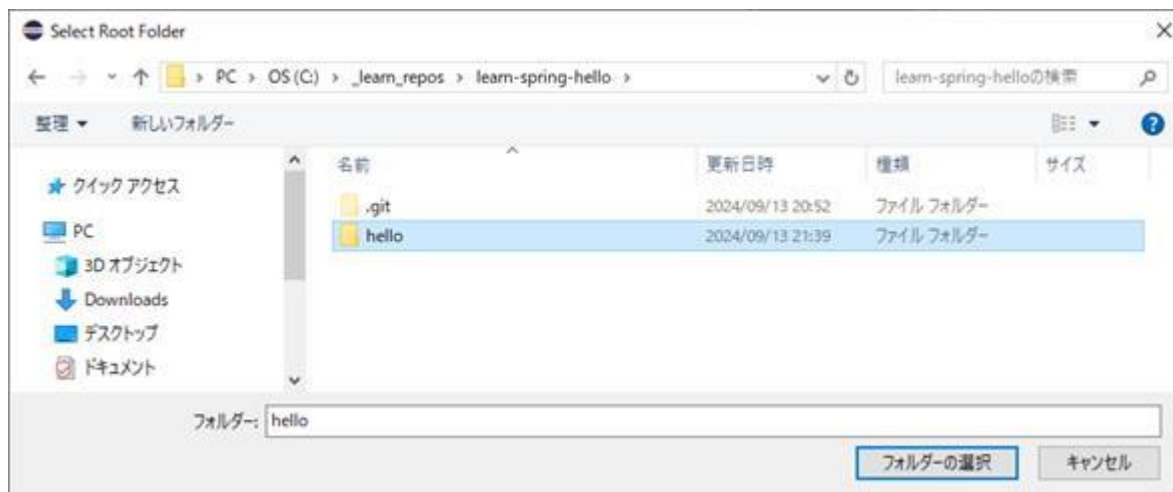 Select Root Folder
PC › OS (C:) › _learn_repos › learn-spring-hello ›
learn-spring-helloの検索
整理 新しいフォルダー
名前 更新日時 種類 サイズ
クイック アクセス
PC
3D オブジェクト
Downloads
デスクトップ
ドキュメント
.git 2024/09/13 20:52 ファイル フォルダー
hello 2024/09/13 21:39 ファイル フォルダー
フォルダー: hello
フォルダーの選択 キャンセル